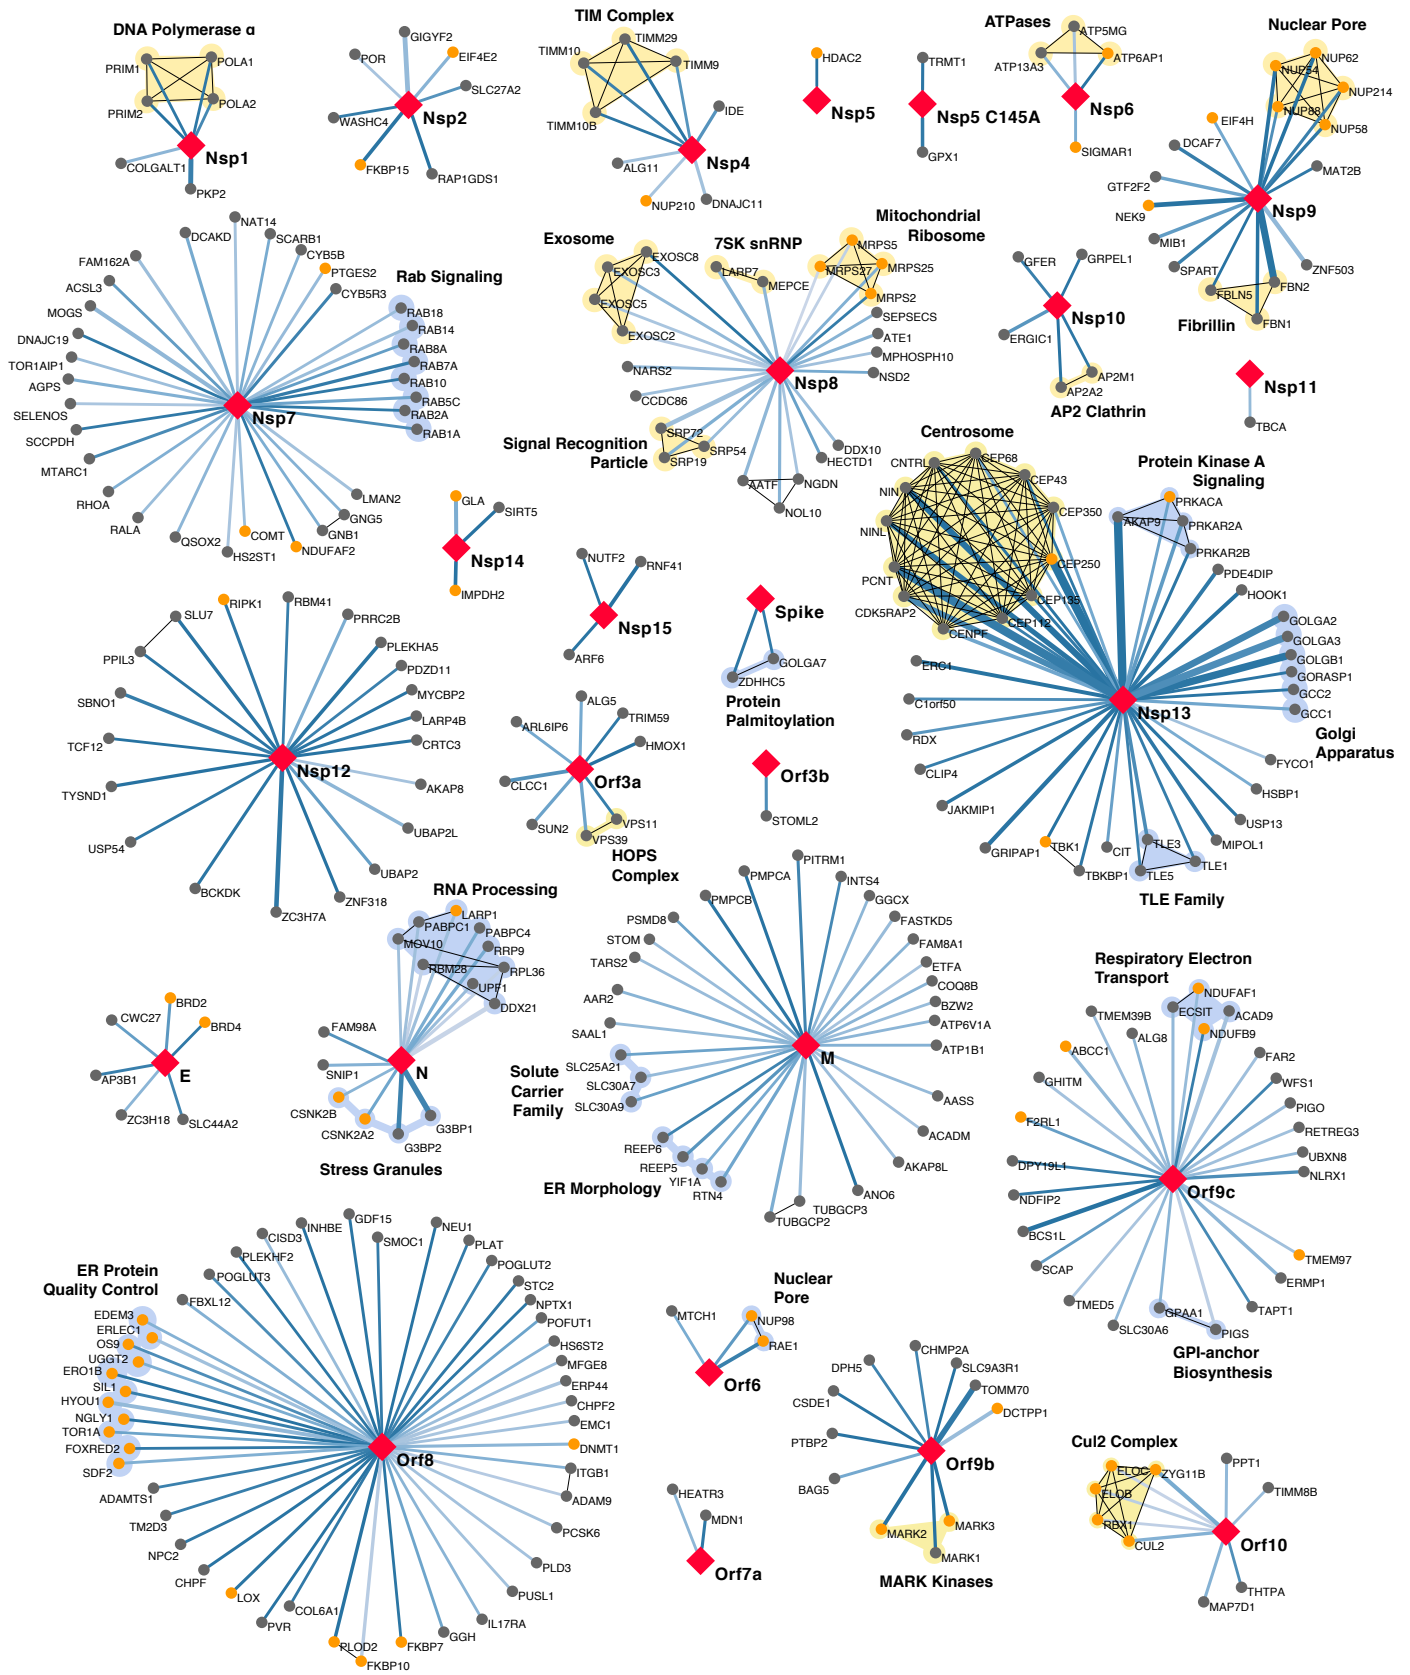 DNA Polymerase α
PRIM1
POLA1
PRIM2
POLA2
Nsp1
COLGALT1
PKP2
GIGYF2
POR
EIF4E2
SLC27A2
WASHC4
Nsp2
FKBP15
RAP1GDS1
TIM Complex
TIMM29
TIMM10
TIMM9
TIMM10B
IDE
Nsp4
ALG11
NUP210
DNAJC11
HDAC2
Nsp5
TRMT1
Nsp5 C145A
GPX1
ATPases
ATP5MG
ATP13A3
ATP6AP1
Nsp6
SIGMAR1
Nuclear Pore
NUP62
NUP54
NUP214
NUP88
NUP58
EIF4H
DCAF7
MAT2B
GTF2F2
Nsp9
NEK9
MIB1
SPART
ZNF503
FBN2
FBLN5
FBN1
Fibrillin
NAT14
DCAKD
SCARB1
CYB5B
FAM162A
PTGES2
ACSL3
CYB5R3
MOGS
DNAJC19
TOR1AIP1
AGPS
SELENOS
SCCPDH
MTARC1
RHOA
RALA
QSOX2
HS2ST1
COMT
NDUFAF2
GNB1
GNG5
LMAN2
Nsp7
Rab Signaling
RAB18
RAB14
RAB8A
RAB7A
RAB10
RAB5C
RAB2A
RAB1A
Exosome
EXOSC8
EXOSC3
EXOSC5
EXOSC2
7SK snRNP
LARP7
MEPCE
Mitochondrial
Ribosome
MRPS5
MRPS27
MRPS25
MRPS2
SEPSECS
ATE1
MPHOSPH10
NSD2
Nsp8
NARS2
CCDC86
Signal Recognition
Particle
SRP72
SRP54
SRP19
DDX10
HECTD1
AATF
NGDN
NOL10
GFER
GRPEL1
Nsp10
ERGIC1
AP2M1
AP2A2
AP2 Clathrin
Nsp11
TBCA
GLA
SIRT5
Nsp14
IMPDH2
Centrosome
CEP68
CNTRL
CEP43
NIN
CEP350
NINL
CEP250
PCNT
CEP135
CDK5RAP2
CEP112
CENPF
Protein Kinase A
Signaling
PRKACA
AKAP9
PRKAR2A
PRKAR2B
PDE4DIP
HOOK1
GOLGA2
GOLGA3
GOLGB1
GORASP1
GCC2
GCC1
Golgi
Apparatus
Nsp13
ERC1
C1orf50
RDX
CLIP4
JAKMIP1
GRIPAP1
TBK1
TBKBP1
CIT
TLE3
TLE5
TLE1
TLE Family
MIPOL1
USP13
HSBP1
FYCO1
NUTF2
RNF41
Nsp15
ARF6
Spike
GOLGA7
ZDHHC5
Protein
Palmitoylation
RIPK1
RBM41
SLU7
PRRC2B
PPIL3
PLEKHA5
PDZD11
SBNO1
MYCBP2
LARP4B
TCF12
CRTC3
Nsp12
TYSND1
AKAP8
USP54
UBAP2L
UBAP2
BCKDK
ZNF318
ZC3H7A
ALG5
ARL6IP6
TRIM59
HMOX1
Orf3a
CLCC1
SUN2
VPS11
VPS39
HOPS
Complex
Orf3b
STOML2
RNA Processing
LARP1
PABPC1
PABPC4
MOV10
RRP9
RBM28
RPL36
UPF1
DDX21
FAM98A
N
SNIP1
CSNK2B
CSNK2A2
G3BP1
G3BP2
Stress Granules
BRD2
CWC27
BRD4
E
AP3B1
ZC3H18
SLC44A2
PITRM1
PMPCA
INTS4
PMPCB
GGCX
PSMD8
FASTKD5
STOM
FAM8A1
TARS2
ETFA
COQ8B
AAR2
BZW2
SAAL1
ATP6V1A
M
ATP1B1
Solute
Carrier
Family
SLC25A21
SLC30A7
SLC30A9
AASS
ACADM
REEP6
REEP5
YIF1A
RTN4
ER Morphology
AKAP8L
ANO6
TUBGCP3
TUBGCP2
Respiratory Electron
Transport
NDUFAF1
ECSIT
ACAD9
NDUFB9
TMEM39B
ALG8
ABCC1
FAR2
GHITM
WFS1
PIGO
F2RL1
RETREG3
DPY19L1
UBXN8
NLRX1
Orf9c
NDFIP2
BCS1L
TMEM97
SCAP
ERMP1
TMED5
TAPT1
SLC30A6
GPAA1
PIGS
GPI-anchor
Biosynthesis
GDF15
INHBE
NEU1
CISD3
SMOC1
PLAT
PLEKHF2
POGLUT2
POGLUT3
STC2
FBXL12
NPTX1
POFUT1
ER Protein
Quality Control
EDEM3
ERLEC1
OS9
UGGT2
ERO1B
SIL1
HYOU1
NGLY1
TOR1A
FOXRED2
SDF2
HS6ST2
MFGE8
ERP44
CHPF2
EMC1
DNMT1
Orf8
ITGB1
ADAM9
ADAMTS1
TM2D3
PCSK6
NPC2
PLD3
CHPF
PUSL1
LOX
COL6A1
IL17RA
PVR
GGH
PLOD2
FKBP7
FKBP10
Nuclear
Pore
MTCH1
NUP98
RAE1
Orf6
CHMP2A
DPH5
SLC9A3R1
CSDE1
TOMM70
DCTPP1
PTBP2
Orf9b
BAG5
MARK2
MARK3
MARK1
MARK Kinases
HEATR3
MDN1
Orf7a
Cul2 Complex
ELOC
ZYG11B
ELOB
RBX1
CUL2
PPT1
TIMM8B
Orf10
THTPA
MAP7D1